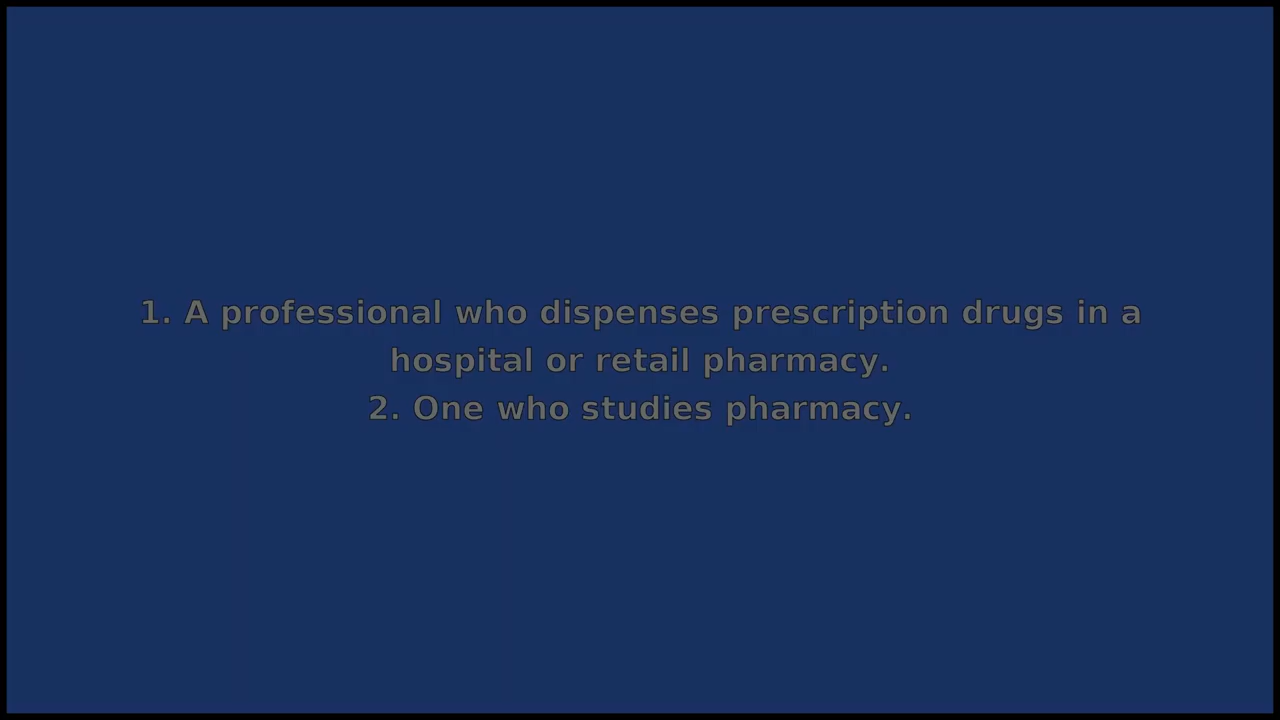 1. A professional who dispenses prescription drugs in a
hospital or retail pharmacy.
2. One who studies pharmacy.